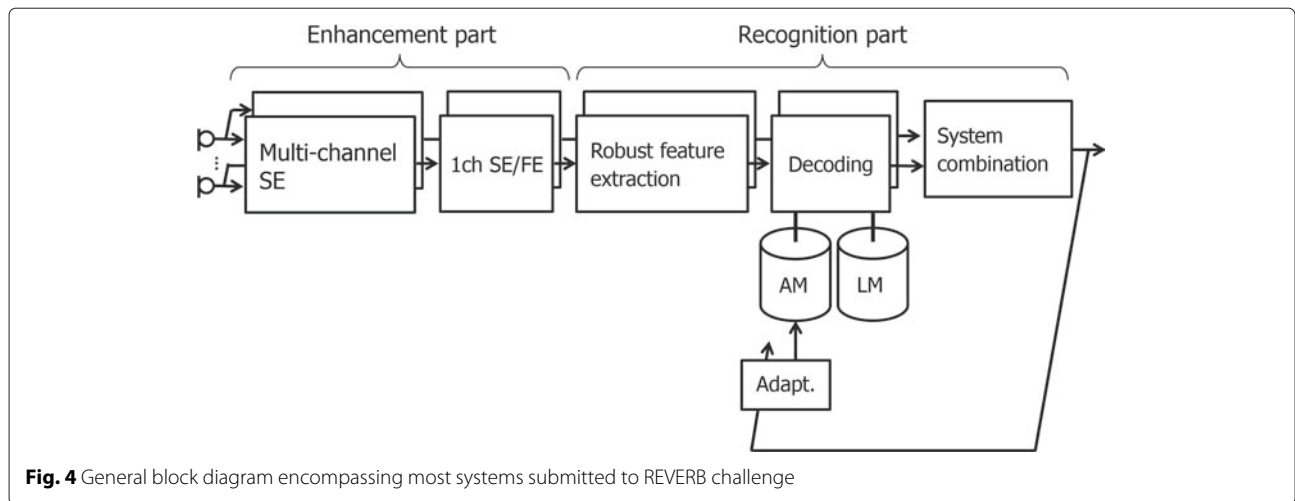 Enhancement part
Recognition part
Multi-channel
SE
1ch SE/FE
Robust feature
extraction
Decoding
System
combination
AM
LM
Adapt.
Fig. 4 General block diagram encompassing most systems submitted to REVERB challenge